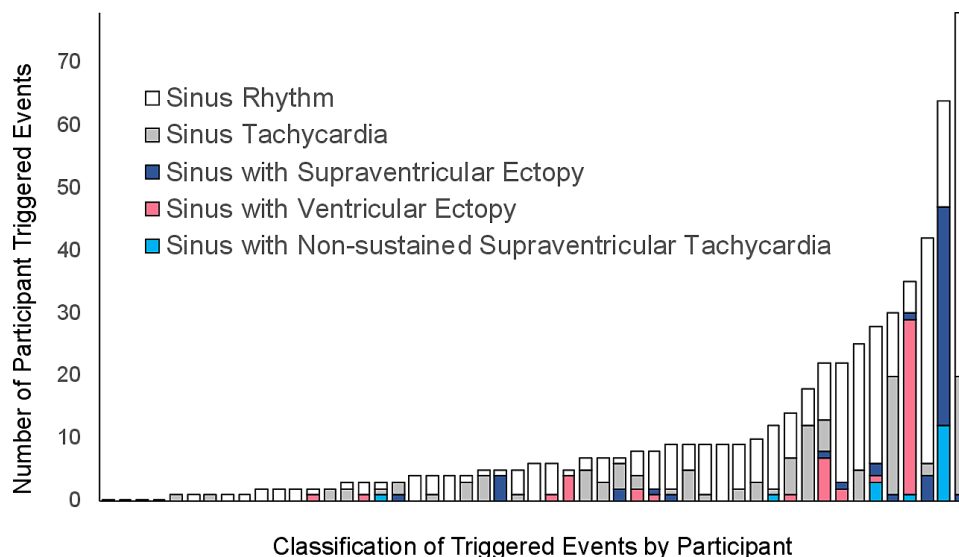 Number of Participant Triggered Events
70
60
50
40
30
20
10
0
Sinus Rhythm
Sinus Tachycardia
Sinus with Supraventricular Ectopy
Sinus with Ventricular Ectopy
Sinus with Non-sustained Supraventricular Tachycardia
Classification of Triggered Events by Participant